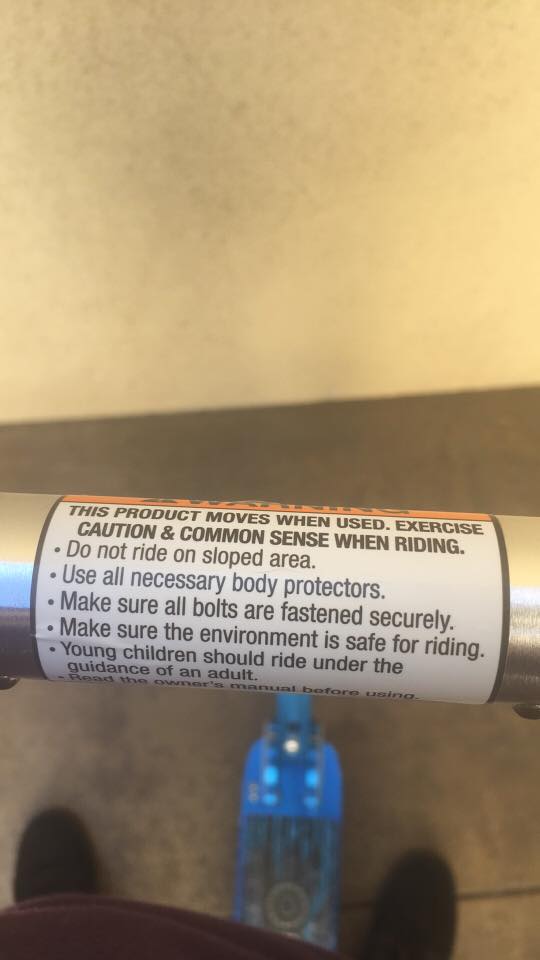 WARNING
THIS PRODUCT MOVES WHEN USED. EXERCISE
CAUTION & COMMON SENSE WHEN RIDING.
• Do not ride on sloped area.
• Use all necessary body protectors.
• Make sure all bolts are fastened securely.
• Make sure the environment is safe for riding.
• Young children should ride under the
guidance of an adult.
• Read the owner's manual before using.